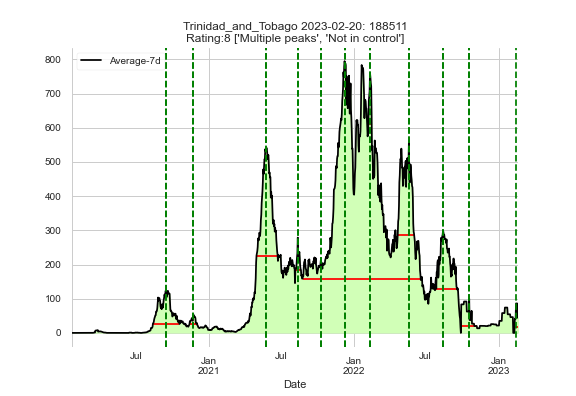 Trinidad_and_Tobago 2023-02-20: 188511
Rating:8 ['Multiple peaks', 'Not in control']
Average-7d
800
700
600
500
400
300
200
100
0
Jul
Jan
2021
Jul
Jan
2022
Jul
Jan
2023
Date